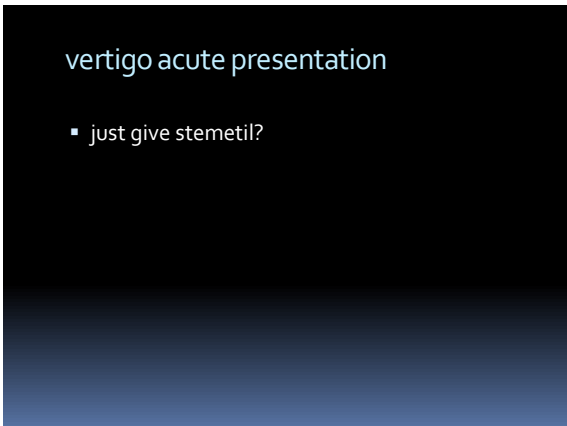 vertigo acute presentation
▪ just give stemetil?